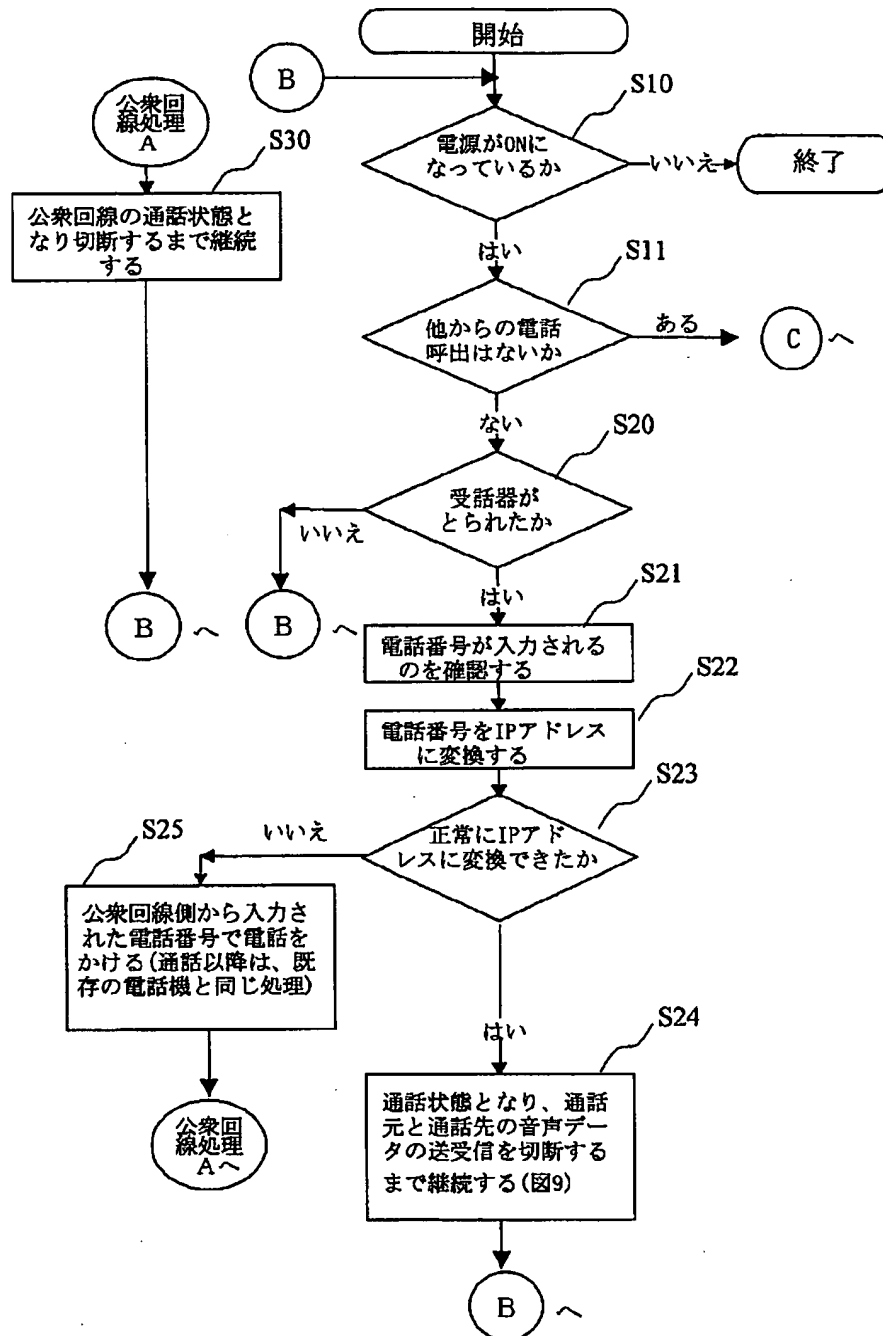 開始
B
S10
公衆回
線処理
A
S30
電源がONに
なっているか
いいえ
終了
公衆回線の通話状態と
なり切断するまで継続
する
はい
S11
他からの電話
呼出はないか
ある
C へ
ない
S20
受話器が
とられたか
いいえ
はい
S21
B へ
B へ
電話番号が入力される
のを確認する
S22
電話番号をIPアドレス
に変換する
S23
正常にIPアド
レスに変換できたか
いいえ
S25
公衆回線側から入力さ
れた電話番号で電話を
かける(通話以降は、既
存の電話機と同じ処理)
はい
S24
通話状態となり、通話
元と通話先の音声デー
タの送受信を切断する
まで継続する(図9)
公衆回
線処理
Aへ
B へ